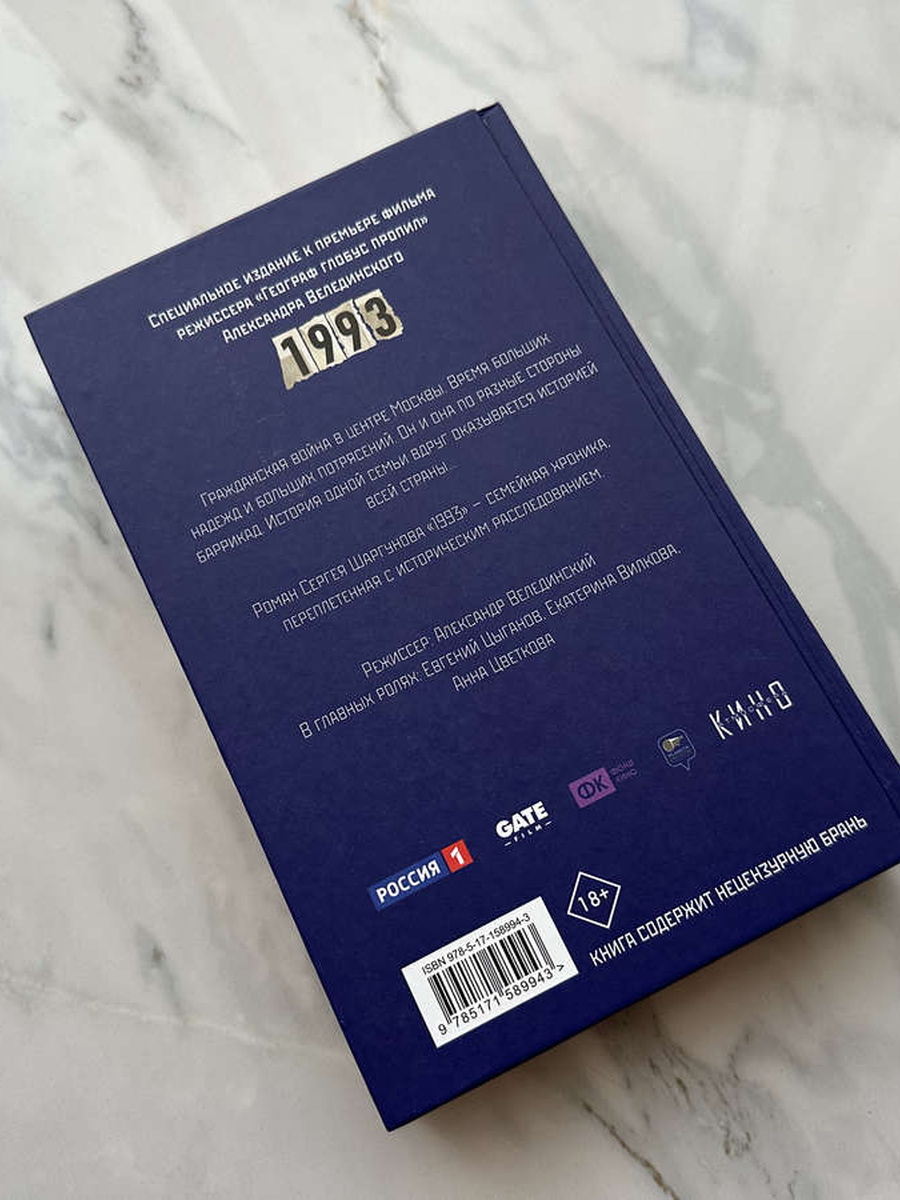 Специальное издание к премьере фильма
режиссера «Географ глобус пропил»
Александра Велединского
1993
Гражданская война в центре Москвы. Время больших
надежд и больших потрясений. Он и она по разные стороны
баррикад. История одной семьи вдруг оказывается историей
всей страны...
Роман Сергея Шаргунова «1993» – семейная хроника,
переплетенная с историческим расследованием.
Режиссер: Александр Велединский
В главных ролях: Евгений Цыганов, Екатерина Вилкова,
Анна Цветкова
КИНО
ФК ФОНД
КИНО
GATE
FILM
РОССИЯ 1
18+
КНИГА СОДЕРЖИТ НЕЦЕНЗУРНУЮ БРАНЬ
ISBN 978-5-17-158994-3
9 785171 589943 >